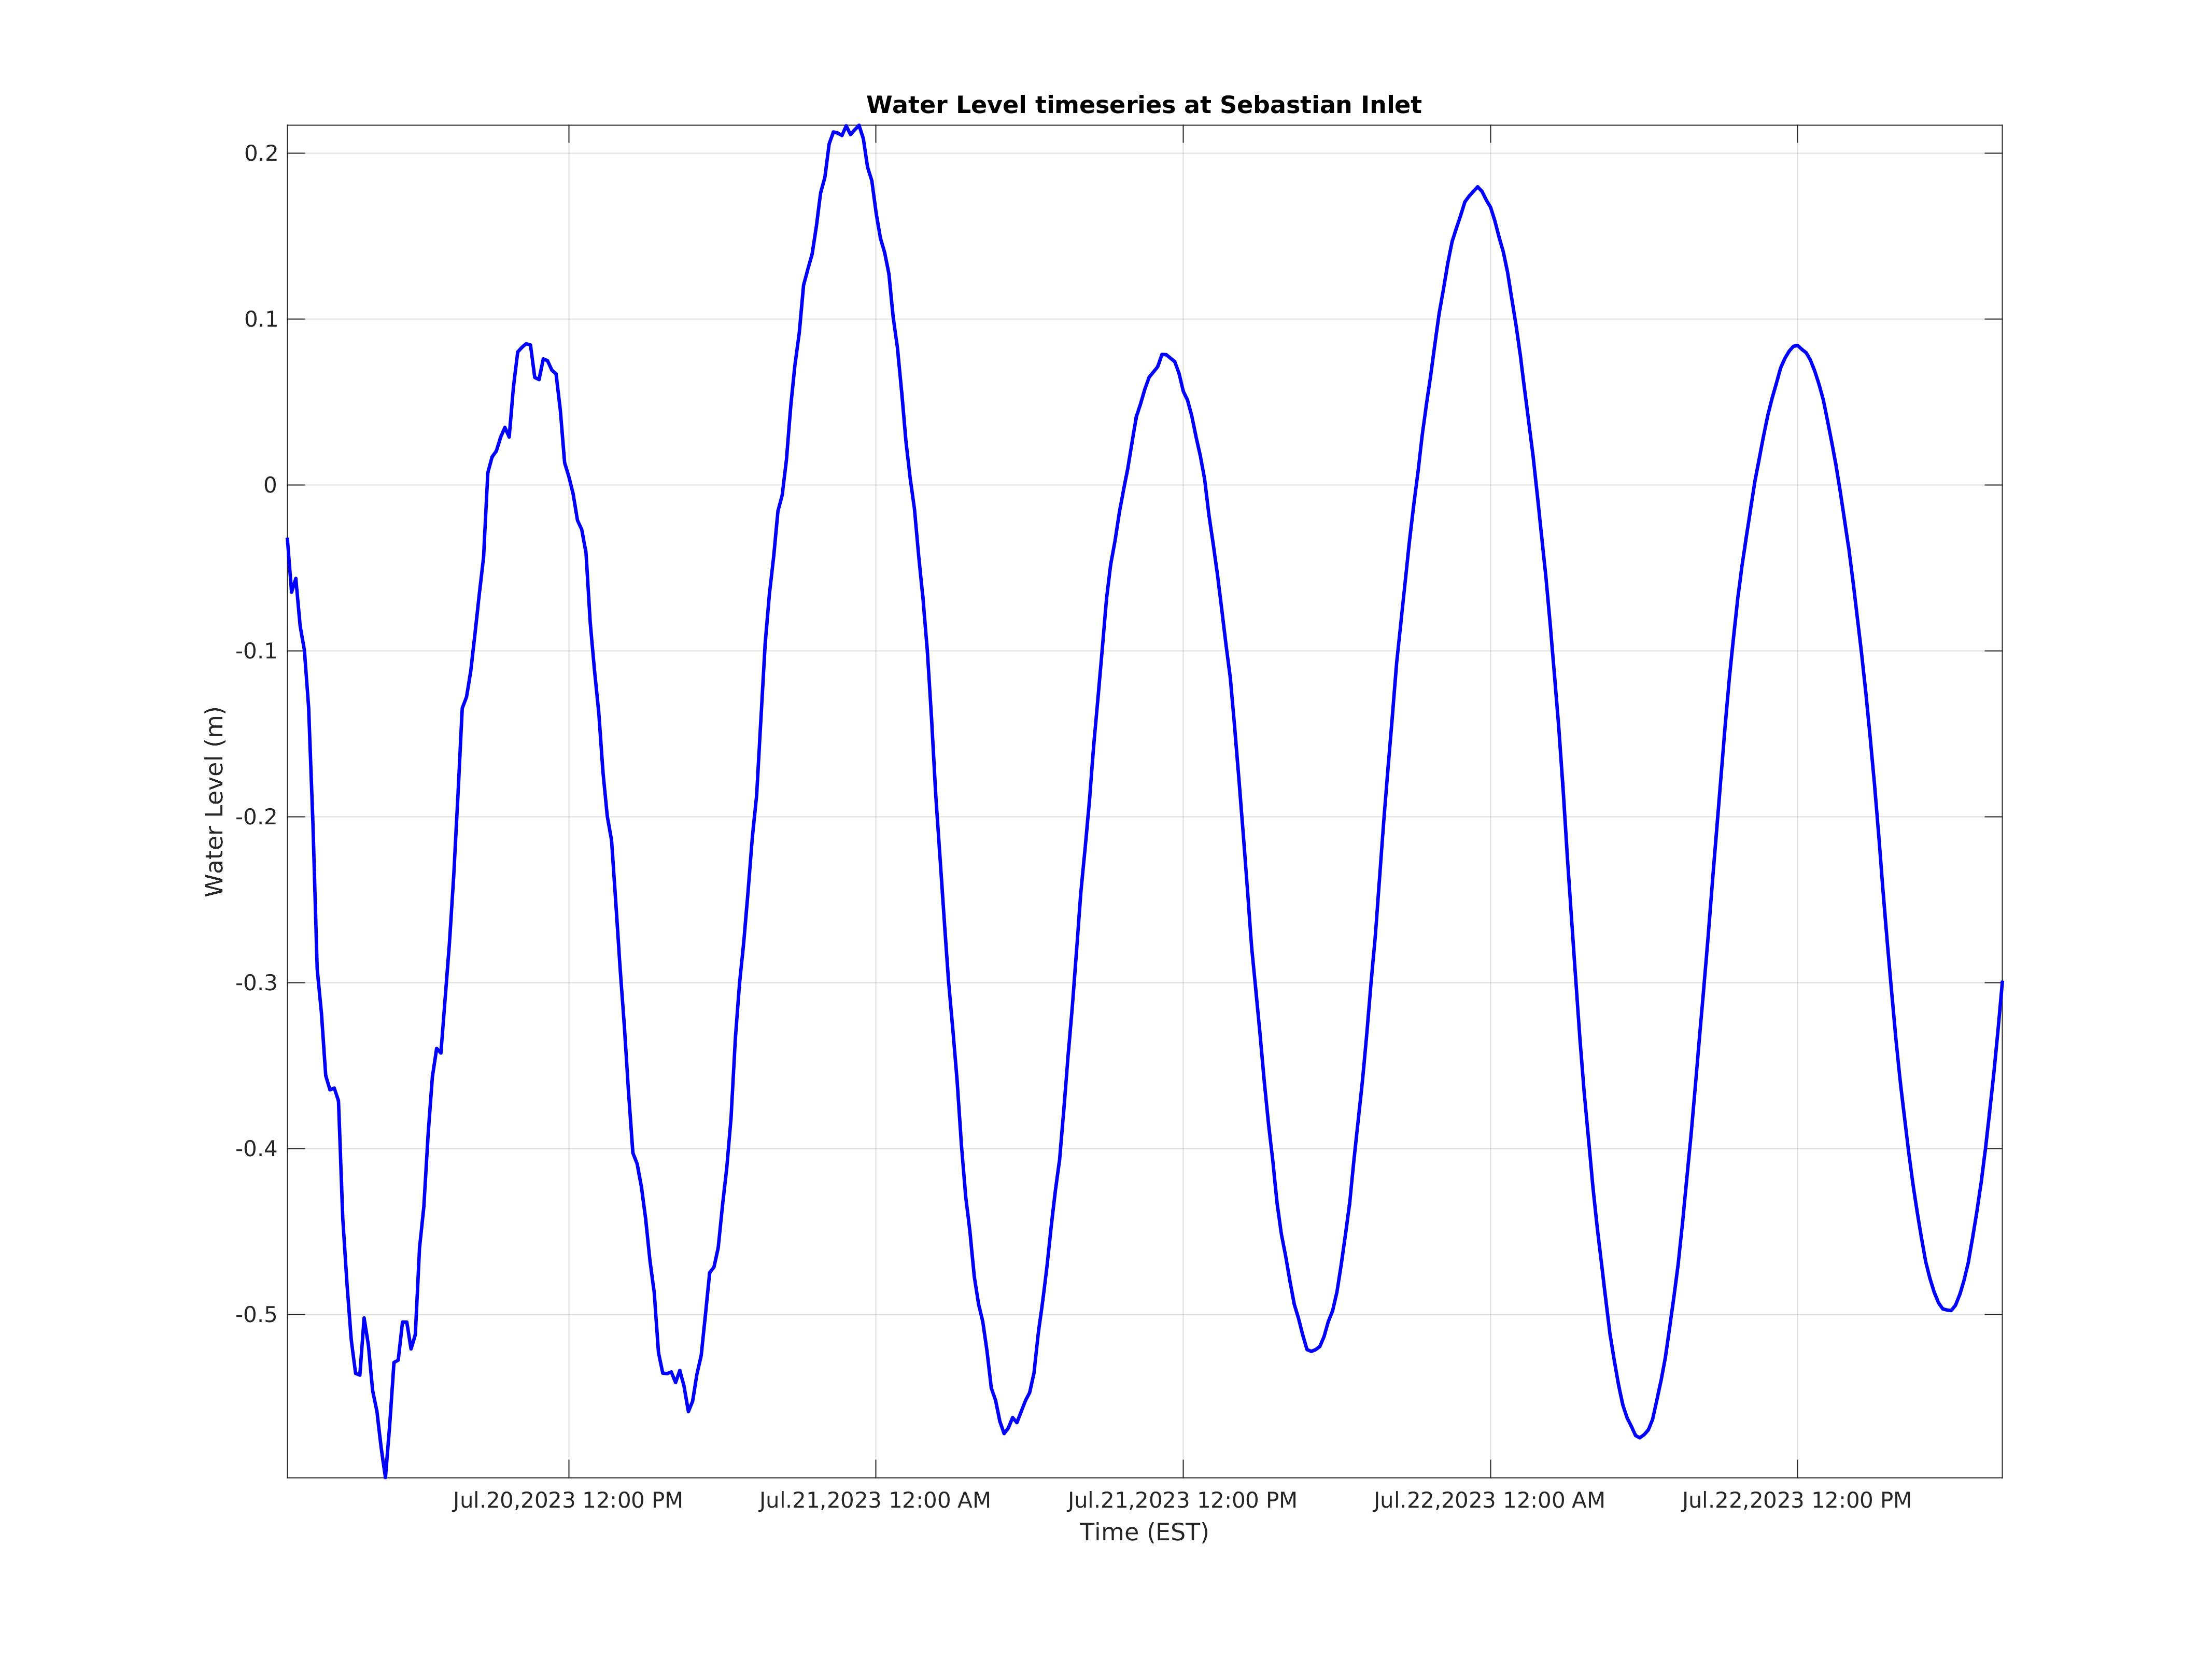 Water Level timeseries at Sebastian Inlet
0.2
0.1
0
-0.1
-0.2
-0.3
-0.4
-0.5
Water Level (m)
Jul.20,2023 12:00 PM
Jul.21,2023 12:00 AM
Jul.21,2023 12:00 PM
Jul.22,2023 12:00 AM
Jul.22,2023 12:00 PM
Time (EST)